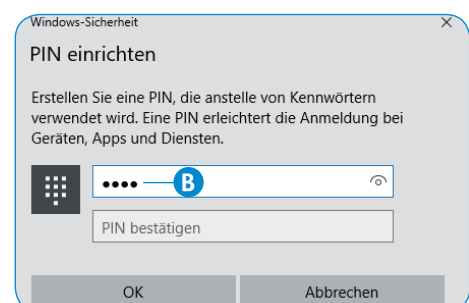 Windows-Sicherheit
PIN einrichten
Erstellen Sie eine PIN, die anstelle von Kennwörtern
verwendet wird. Eine PIN erleichtert die Anmeldung bei
Geräten, Apps und Diensten.
●●●● B
PIN bestätigen
OK Abbrechen